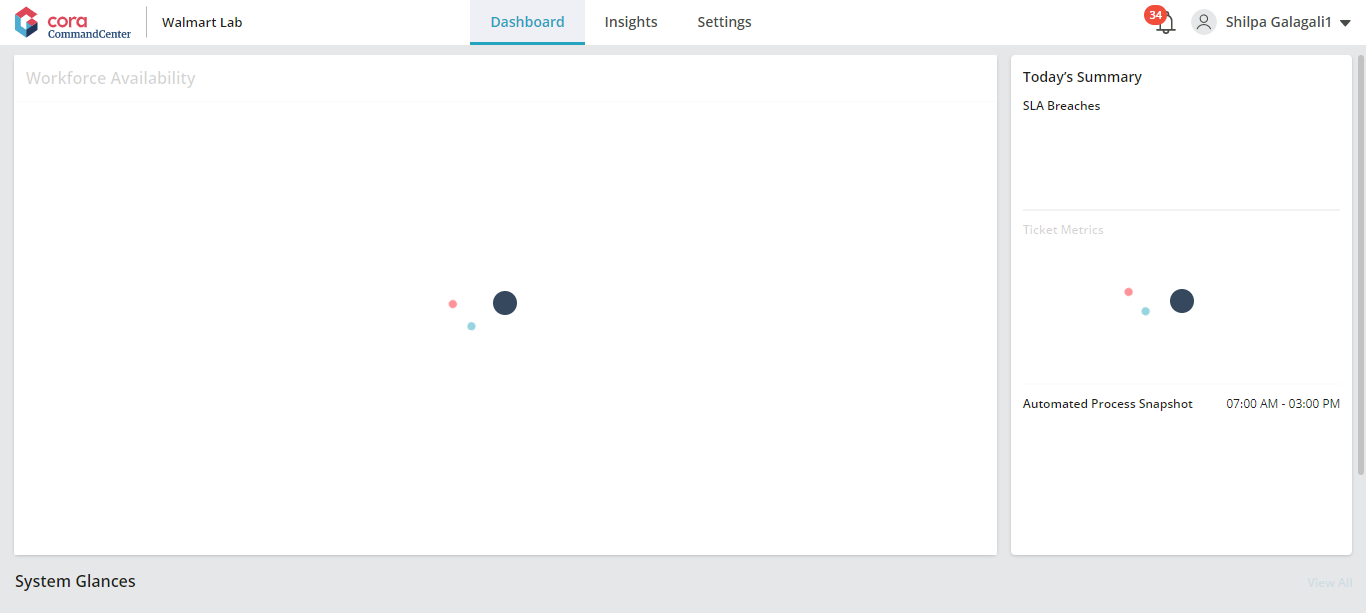 cora
CommandCenter
Walmart Lab
Dashboard
Insights
Settings
34
Shilpa Galagali1
Workforce Availability
Today's Summary
SLA Breaches
Ticket Metrics
Automated Process Snapshot
07:00 AM - 03:00 PM
System Glances
View All